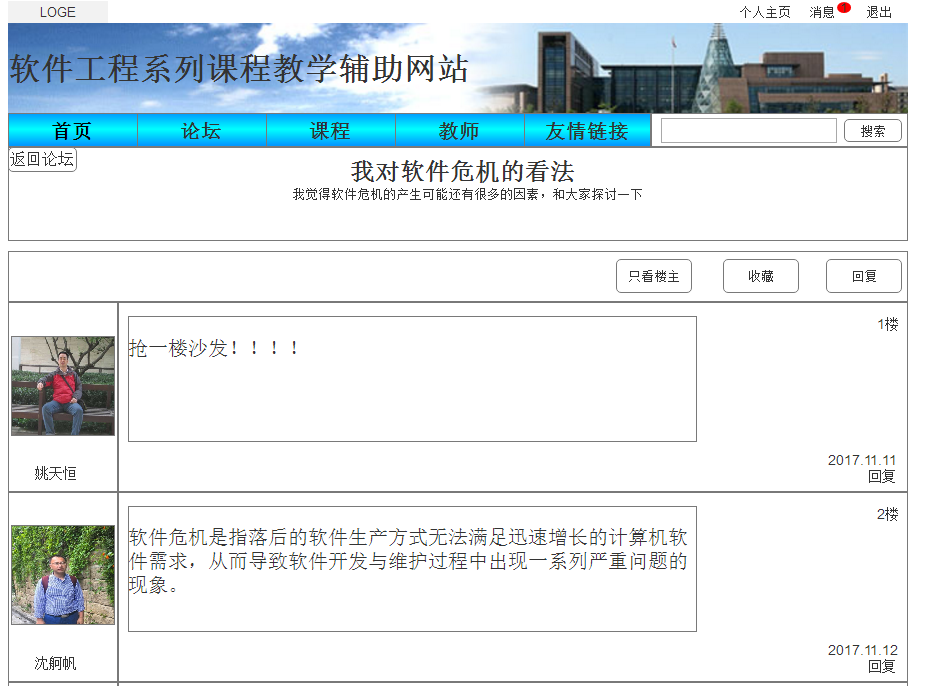 LOGE
个人主页 消息 退出
软件工程系列课程教学辅助网站
首页 论坛 课程 教师 友情链接 搜索
返回论坛
我对软件危机的看法
我觉得软件危机的产生可能还有很多的因素，和大家探讨一下
只看楼主 收藏 回复
1楼
抢一楼沙发！！！！
姚天恒
2017.11.11
回复
2楼
软件危机是指落后的软件生产方式无法满足迅速增长的计算机软
件需求，从而导致软件开发与维护过程中出现一系列严重问题的
现象。
沈舸帆
2017.11.12
回复